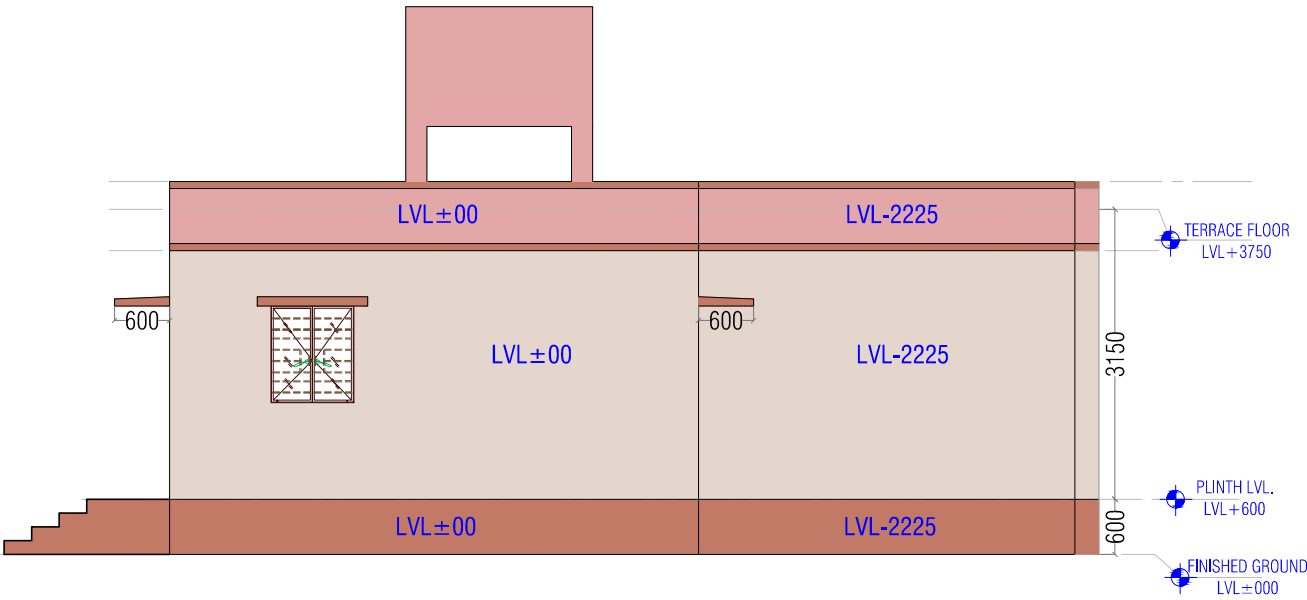 LVL±00
LVL-2225
TERRACE FLOOR
LVL+3750
600
600
LVL±00
LVL-2225
3150
PLINTH LVL.
LVL+600
LVL±00
LVL-2225
600
FINISHED GROUND
LVL±000